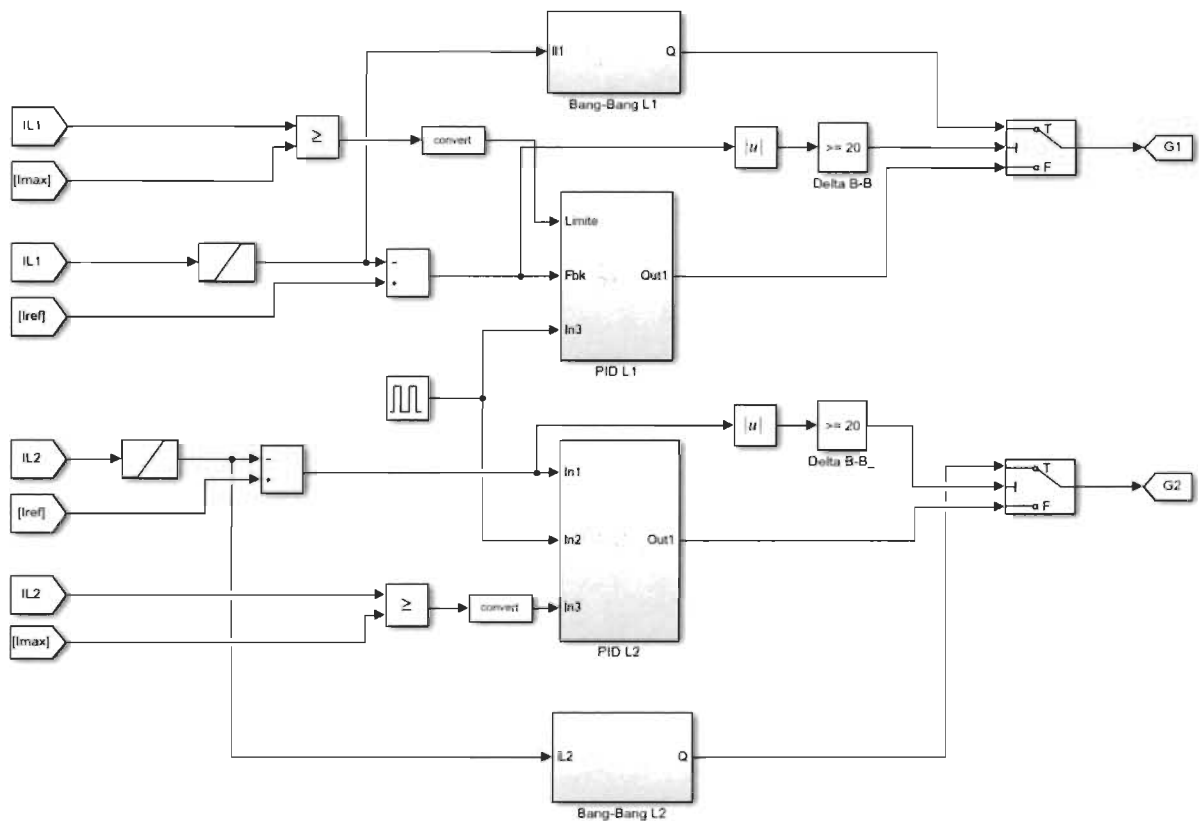 Il1
Q
Bang-Bang L1
IL1
≥
convert
|u|
>= 20
T
G1
[Imax]
Delta B-B
F
Limite
IL1
−
Fbk
Out1
+
[Iref]
In3
PID L1
|u|
>= 20
IL2
−
In1
Delta B-B_
T
G2
+
[Iref]
F
In2
Out1
IL2
≥
convert
In3
[Imax]
PID L2
iL2
Q
Bang-Bang L2